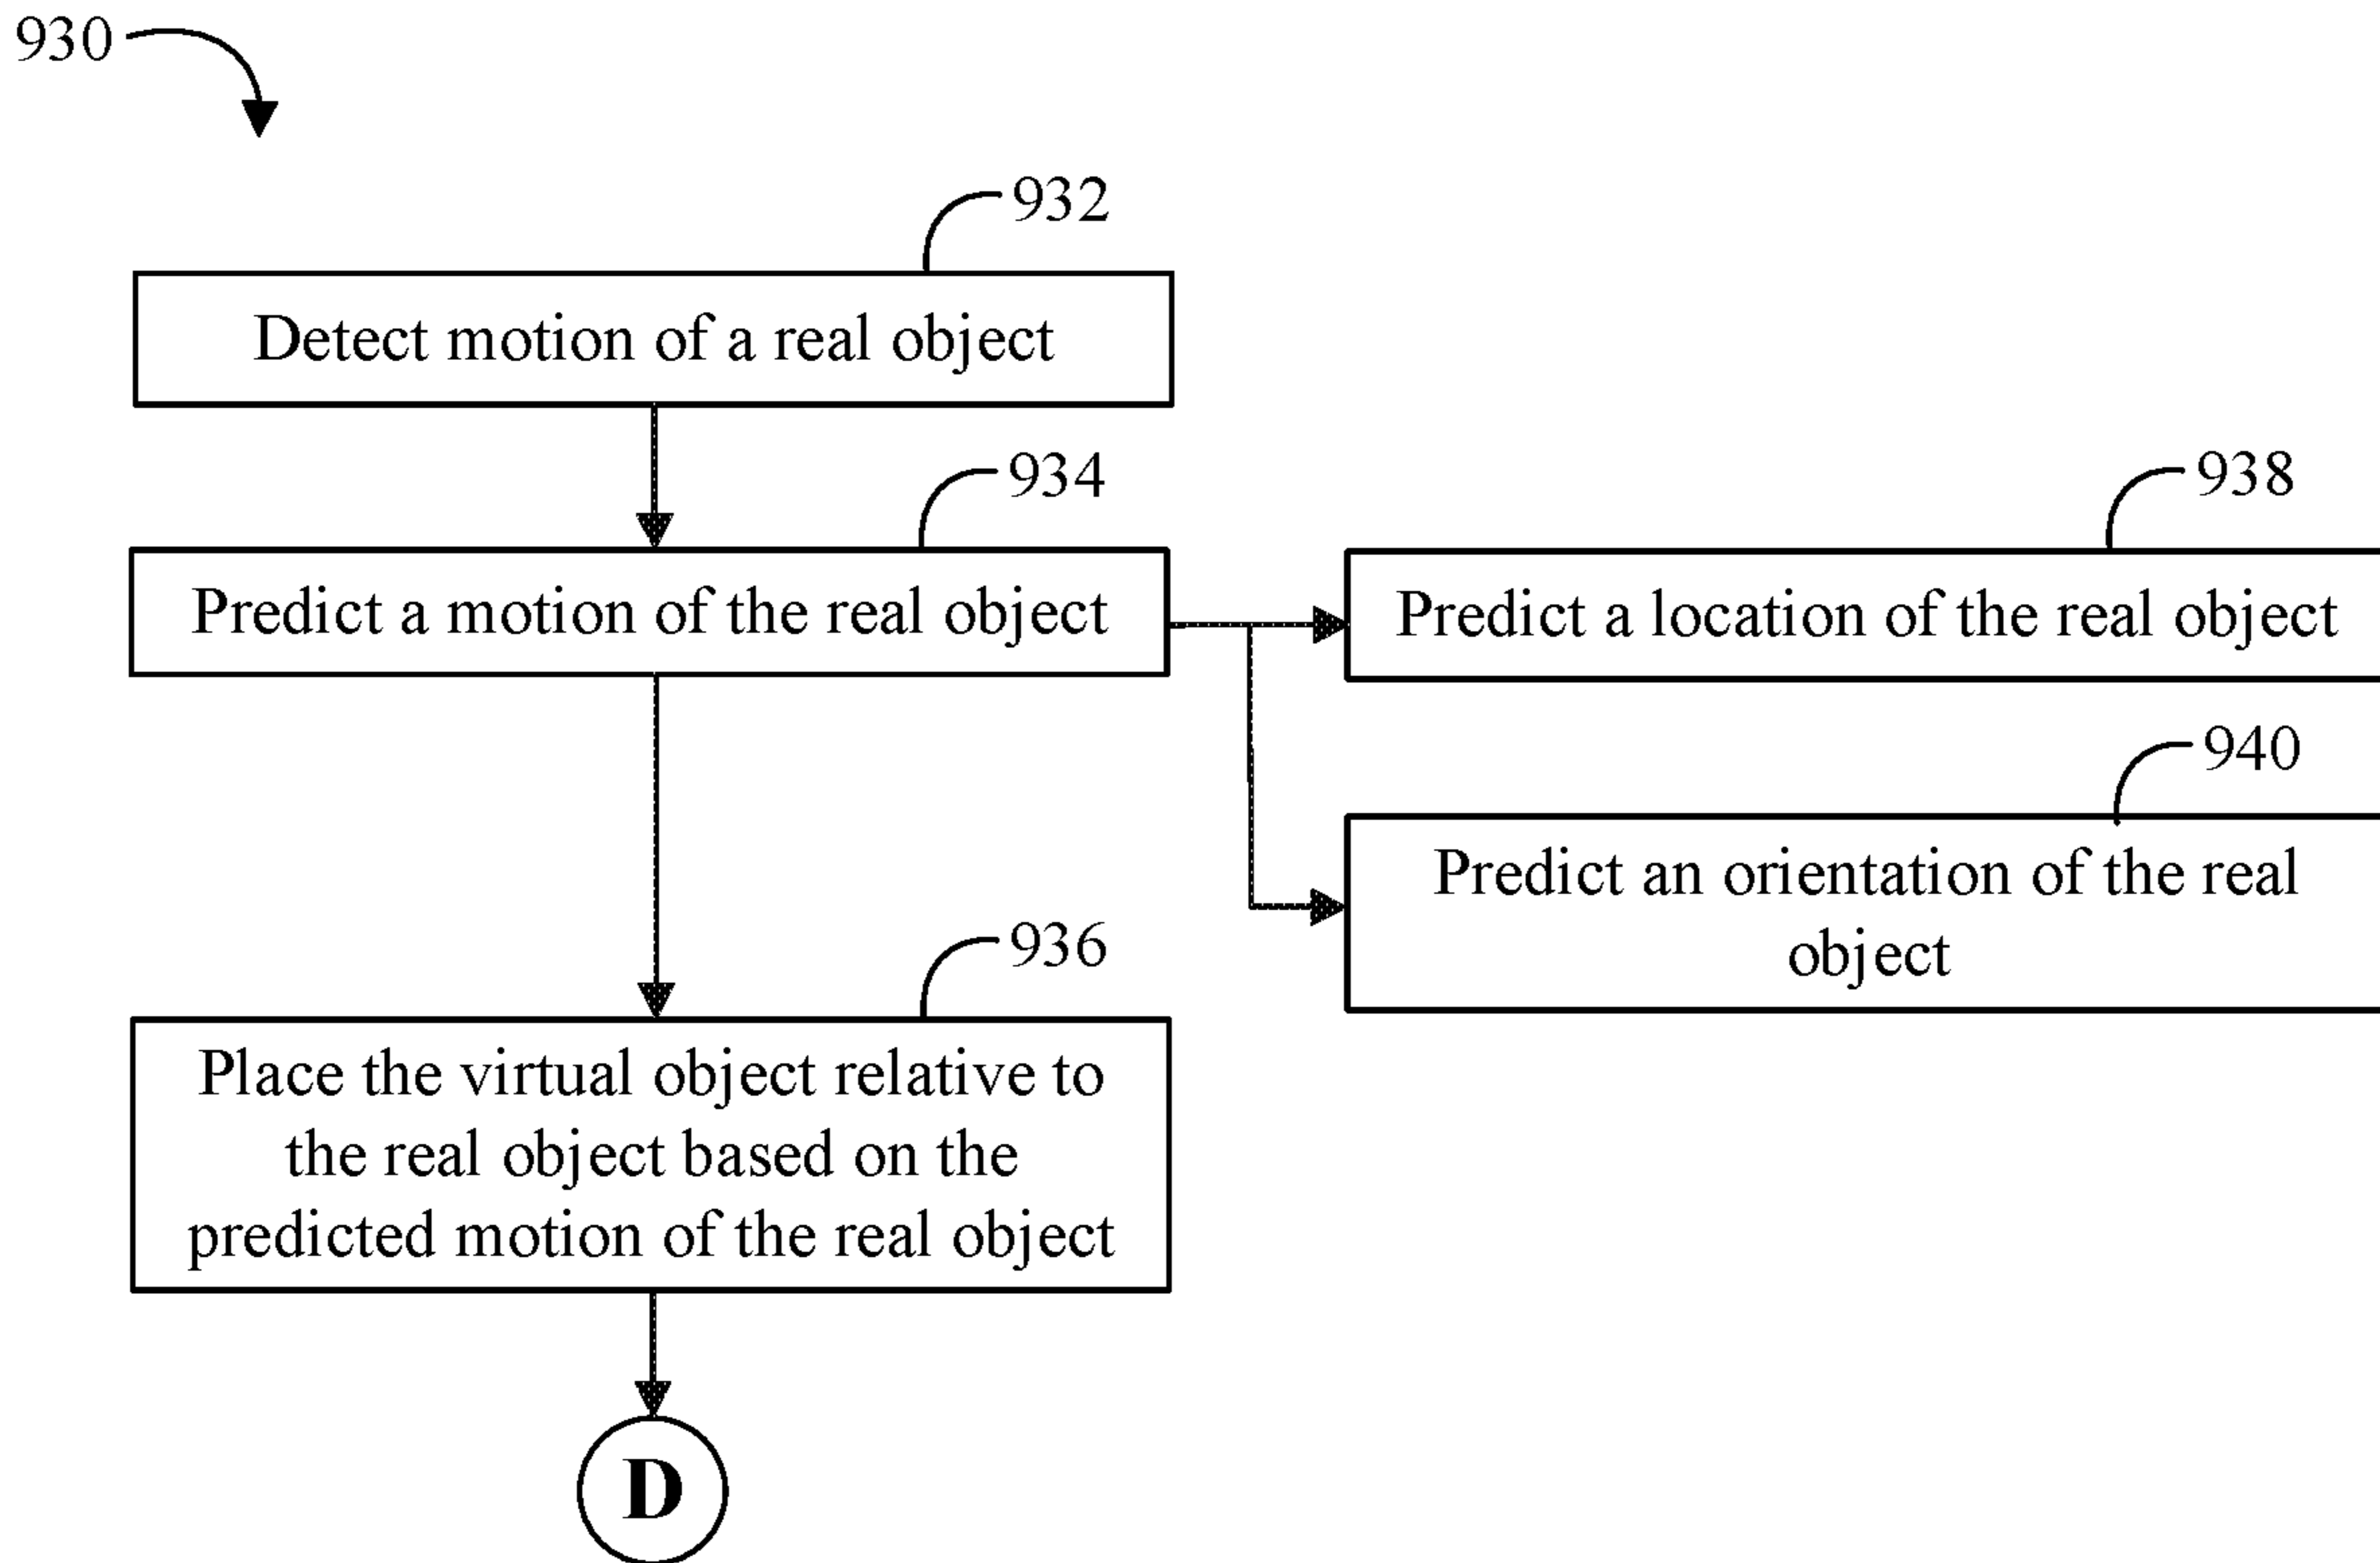 930
932
Detect motion of a real object
934
Predict a motion of the real object
938
Predict a location of the real object
940
Predict an orientation of the real
object
936
Place the virtual object relative to
the real object based on the
predicted motion of the real object
D